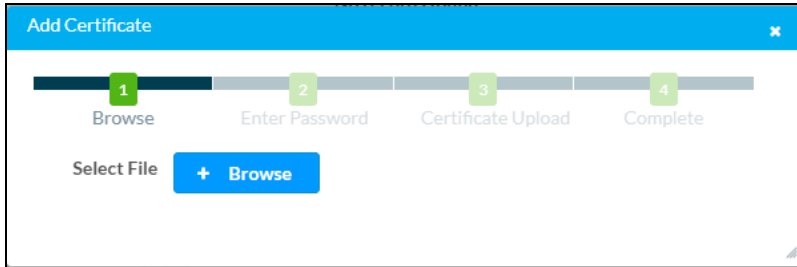 Add Certificate
1 2 3 4
Browse Enter Password Certificate Upload Complete
Select File + Browse